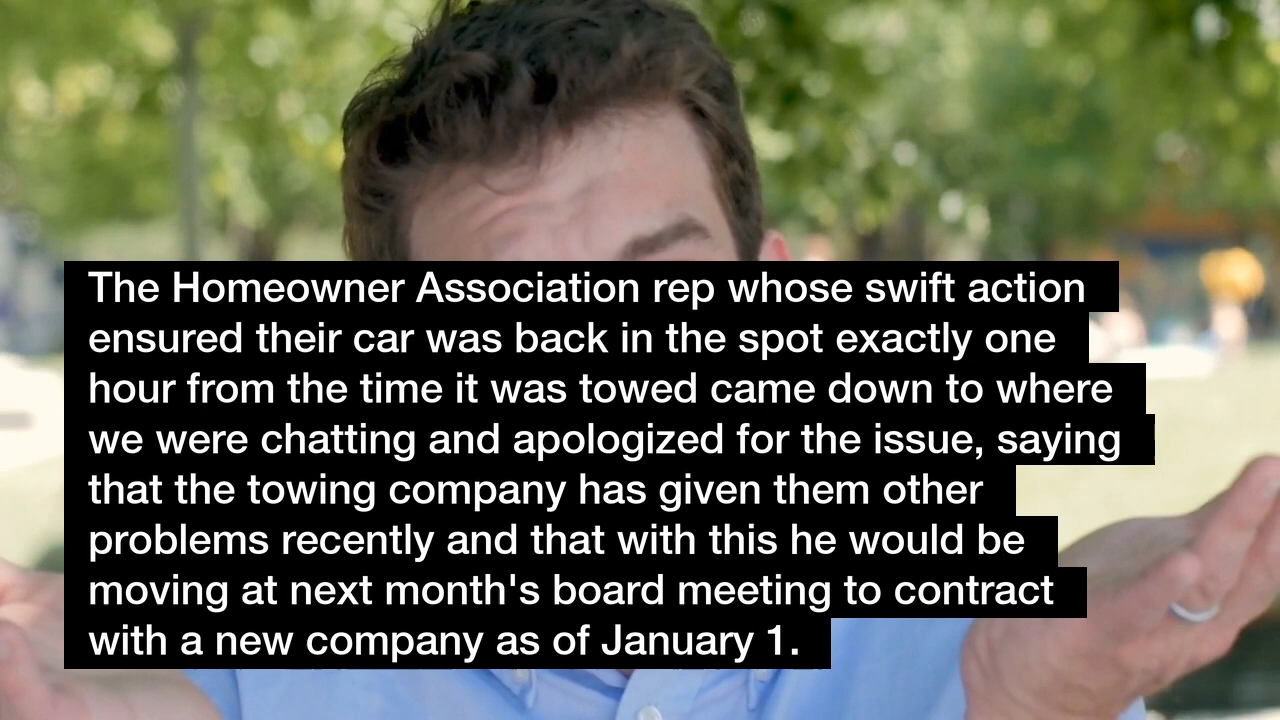 The Homeowner Association rep whose swift action
ensured their car was back in the spot exactly one
hour from the time it was towed came down to where
we were chatting and apologized for the issue, saying
that the towing company has given them other
problems recently and that with this he would be
moving at next month's board meeting to contract
with a new company as of January 1.